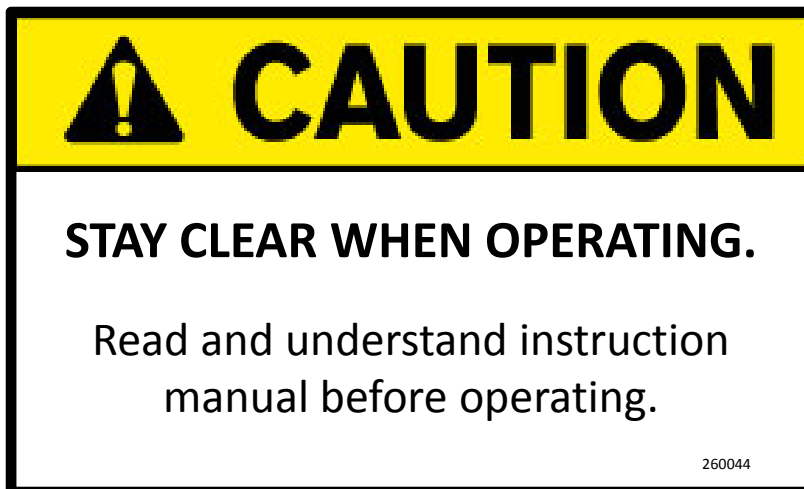 CAUTION
STAY CLEAR WHEN OPERATING.
Read and understand instruction
manual before operating.
260044